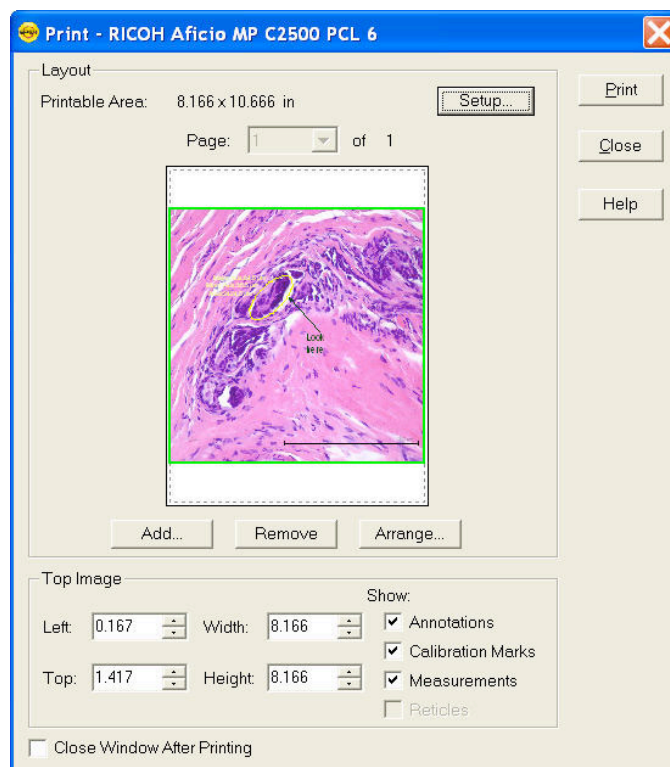 Print - RICOH Aficio MP C2500 PCL 6
Layout
Printable Area: 8.166 x 10.666 in
Setup...
Print
Page: 1 of 1
Close
Help
Look
here
Add...
Remove
Arrange...
Top Image
Show:
Left: 0.167 Width: 8.166
Annotations
Calibration Marks
Top: 1.417 Height: 8.166
Measurements
Reticles
Close Window After Printing